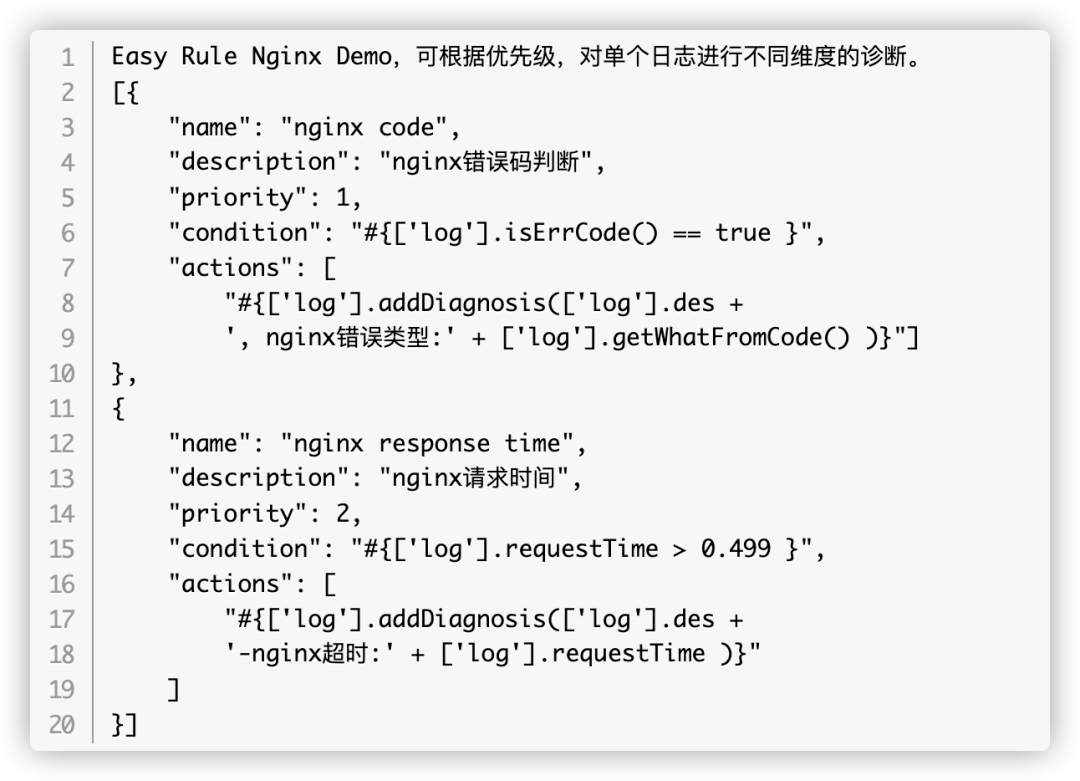 1 Easy Rule Nginx Demo，可根据优先级，对单个日志进行不同维度的诊断。
2 [{
3     "name": "nginx code",
4     "description": "nginx错误码判断",
5     "priority": 1,
6     "condition": "#{['log'].isErrCode() == true }",
7     "actions": [
8         "#{['log'].addDiagnosis(['log'].des +
9         ', nginx错误类型:' + ['log'].getWhatFromCode() )}"]
10 },
11 {
12     "name": "nginx response time",
13     "description": "nginx请求时间",
14     "priority": 2,
15     "condition": "#{['log'].requestTime > 0.499 }",
16     "actions": [
17         "#{['log'].addDiagnosis(['log'].des +
18         '-nginx超时:' + ['log'].requestTime )}"
19     ]
20 }]